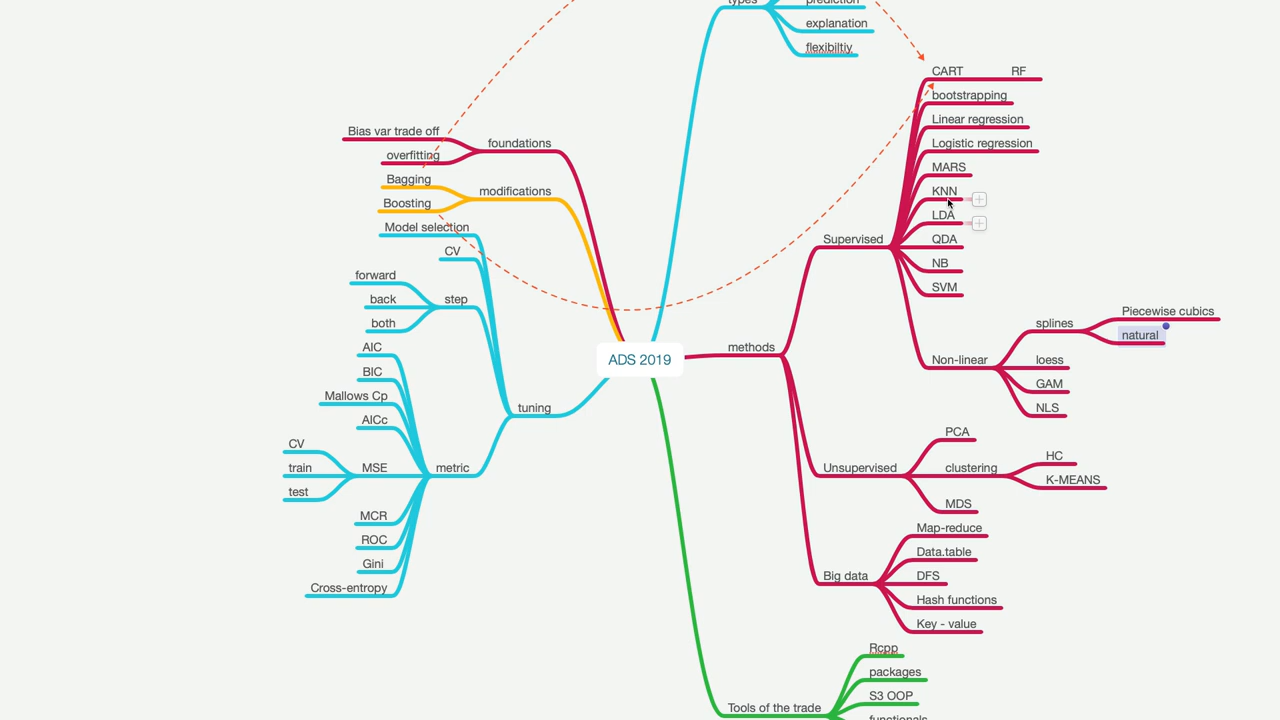 types
prediction
explanation
flexibiltiy
Bias var trade off
foundations
overfitting
Bagging
modifications
Boosting
Model selection
CV
forward
step
back
both
AIC
BIC
Mallows Cp
AICc
tuning
CV
train
MSE
metric
test
MCR
ROC
Gini
Cross-entropy
ADS 2019
methods
Supervised
CART RF
bootstrapping
Linear regression
Logistic regression
MARS
KNN
LDA
QDA
NB
SVM
Non-linear
splines
Piecewise cubics
natural
loess
GAM
NLS
Unsupervised
PCA
clustering
HC
K-MEANS
MDS
Big data
Map-reduce
Data.table
DFS
Hash functions
Key - value
Tools of the trade
Rcpp
packages
S3 OOP
functionals